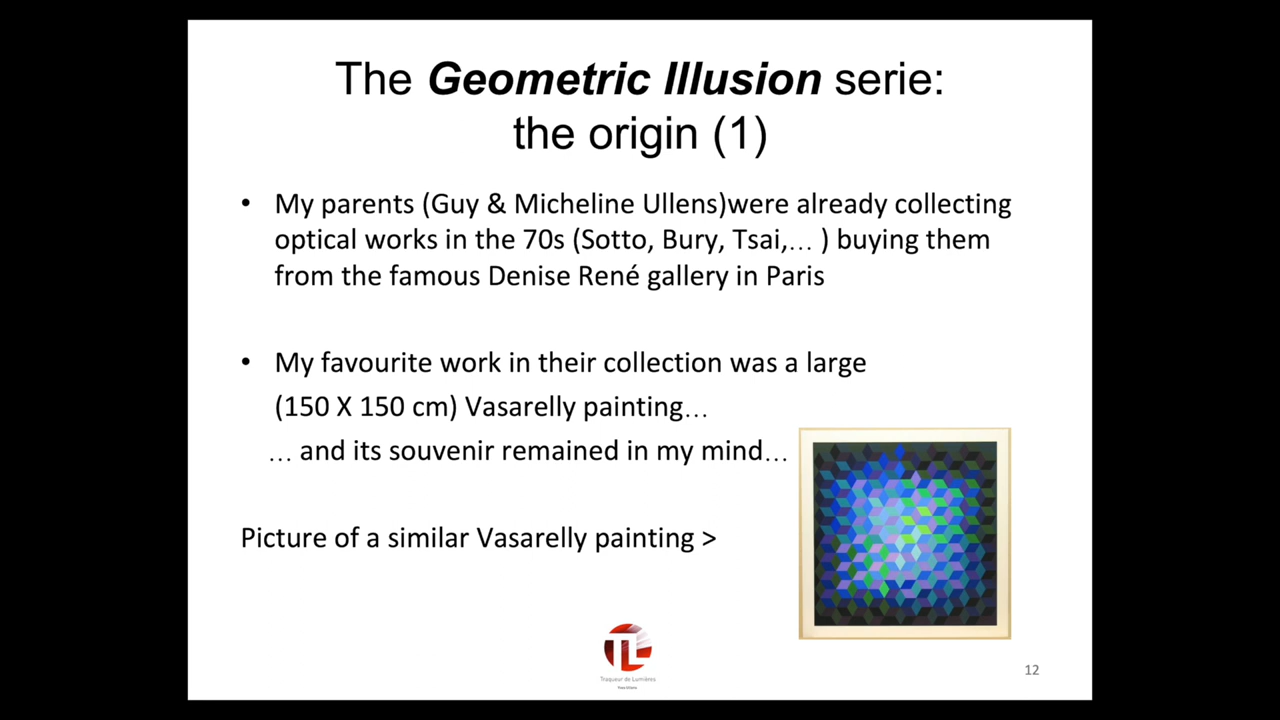 The Geometric Illusion serie:
the origin (1)
• My parents (Guy & Micheline Ullens)were already collecting
optical works in the 70s (Sotto, Bury, Tsai,… ) buying them
from the famous Denise René gallery in Paris
• My favourite work in their collection was a large
(150 X 150 cm) Vasarelly painting…
… and its souvenir remained in my mind…
Picture of a similar Vasarelly painting >
TL
Traqueur de Lumières
12